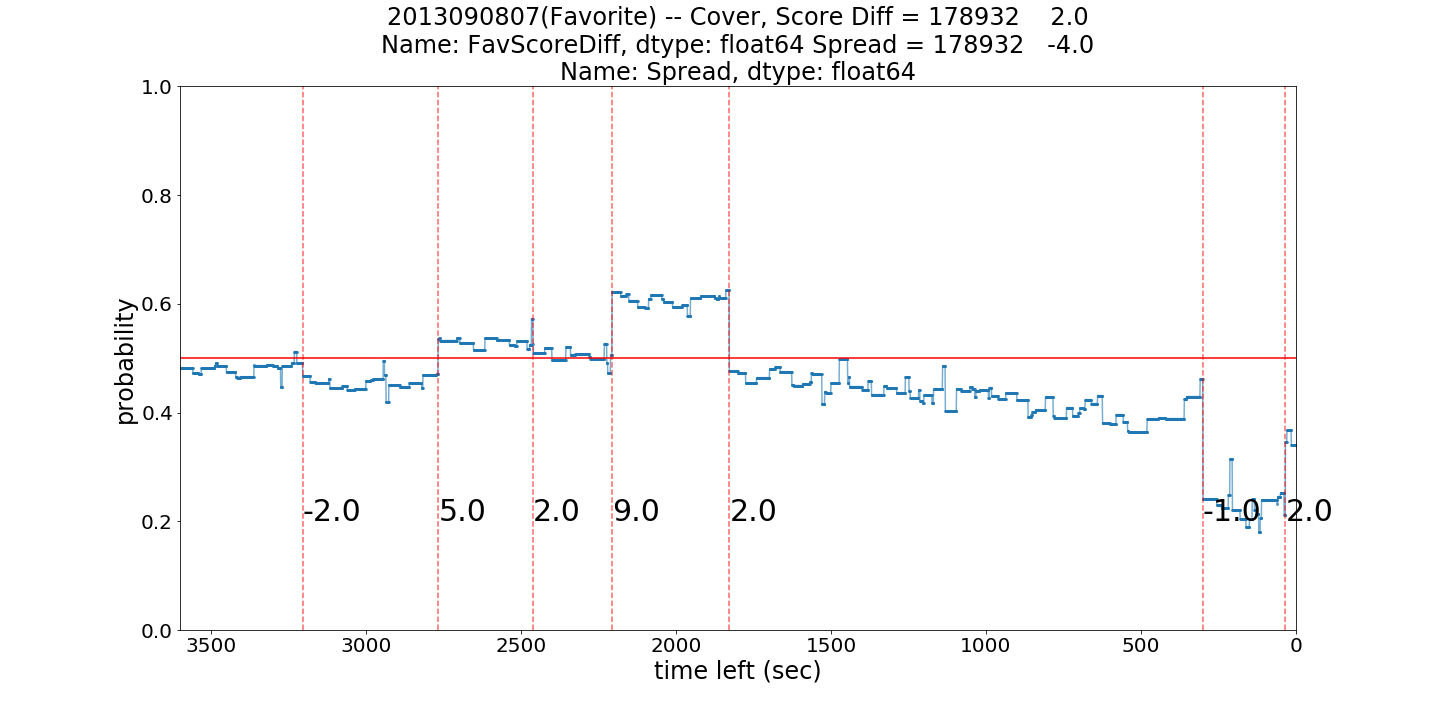 2013090807(Favorite) -- Cover, Score Diff = 178932    2.0
Name: FavScoreDiff, dtype: float64 Spread = 178932   -4.0
Name: Spread, dtype: float64
1.0
0.8
0.6
0.4
0.2
0.0
probability
-2.0 5.0 2.0 9.0 2.0 -1.0 2.0
3500 3000 2500 2000 1500 1000 500 0
time left (sec)